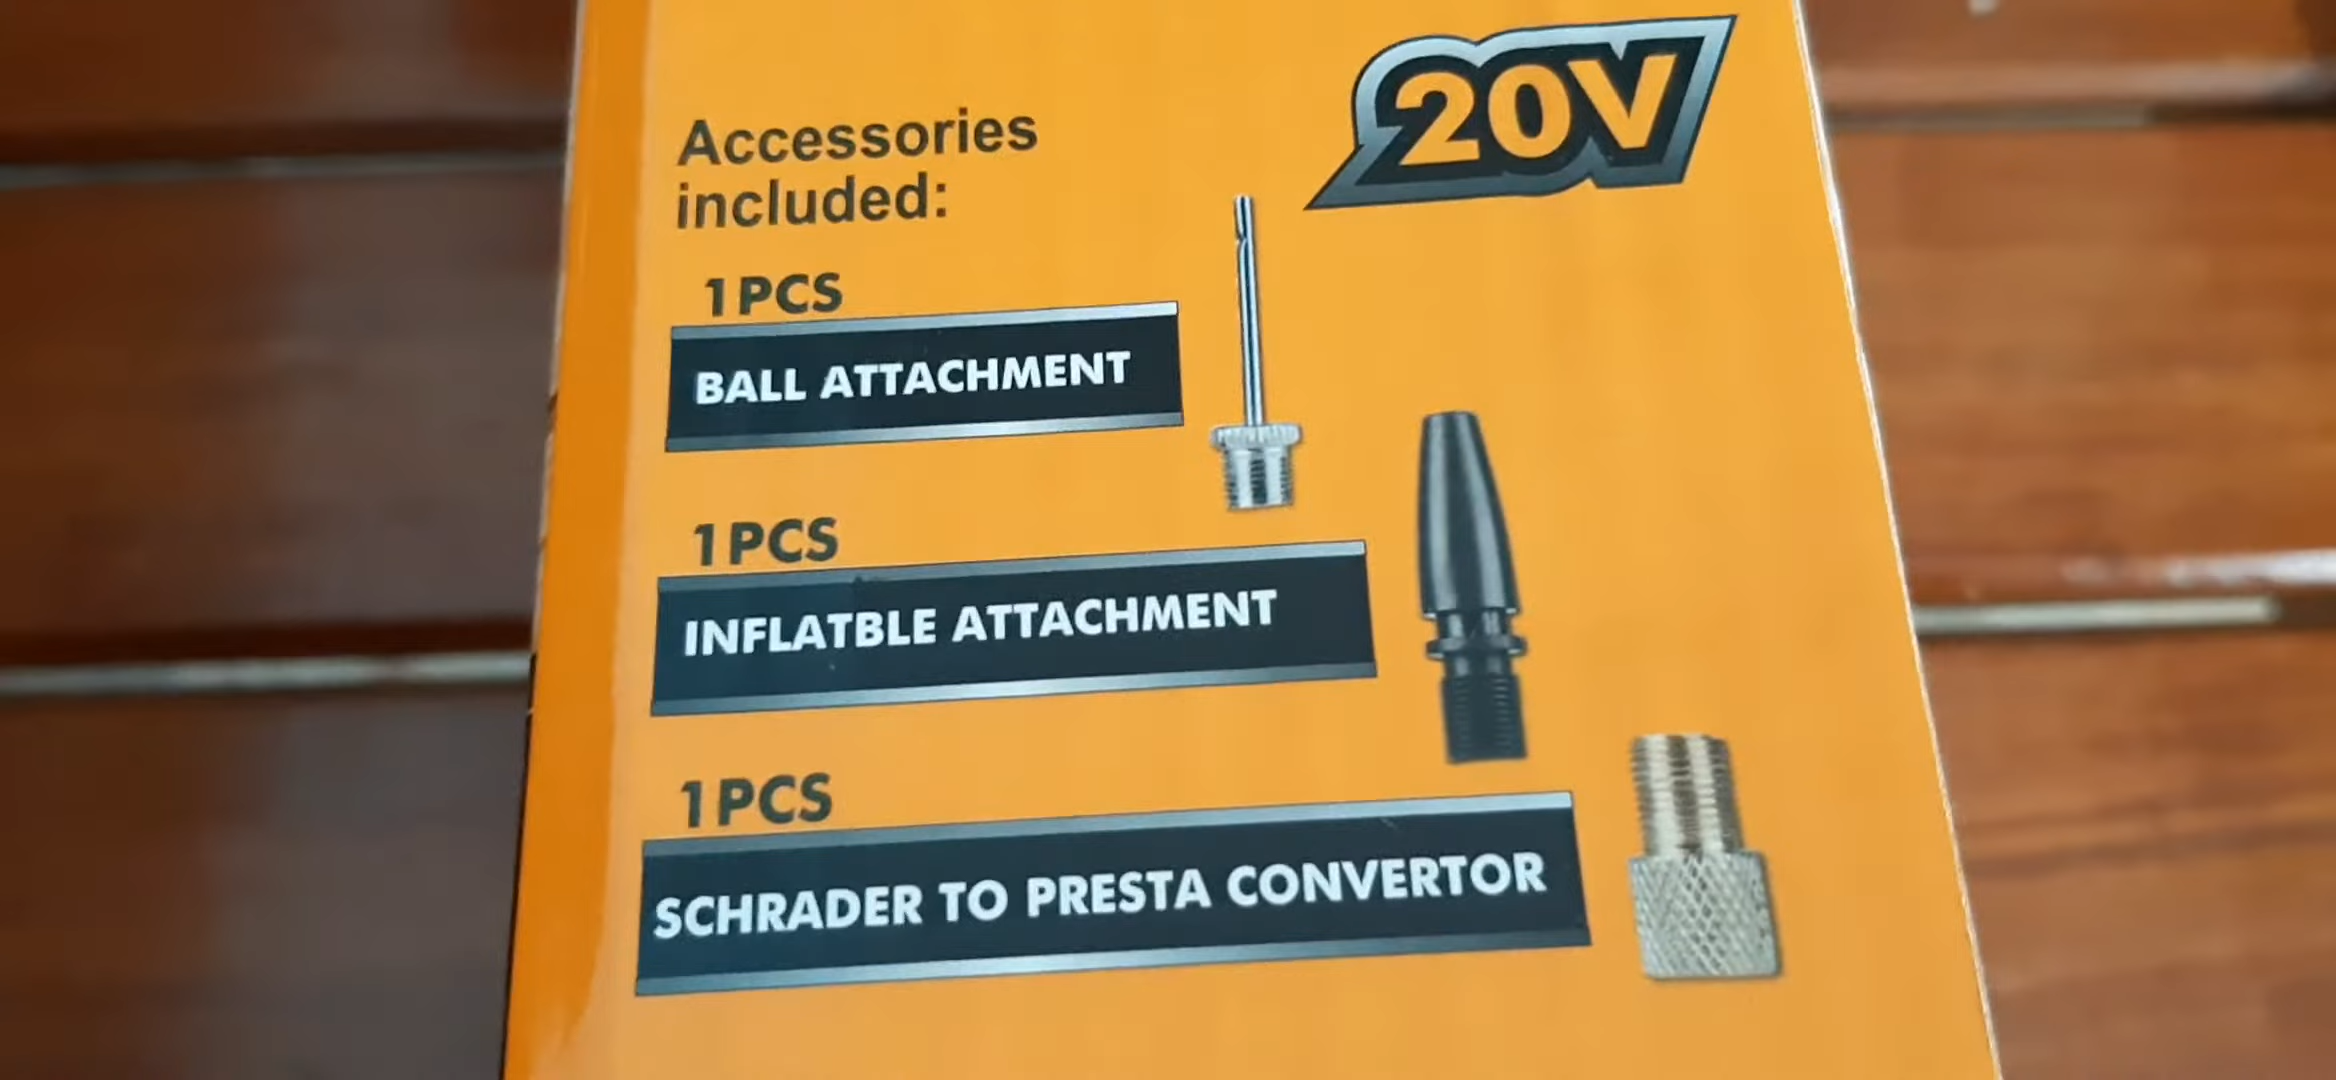 20V
Accessories
included:
1PCS
BALL ATTACHMENT
1PCS
INFLATBLE ATTACHMENT
1PCS
SCHRADER TO PRESTA CONVERTOR